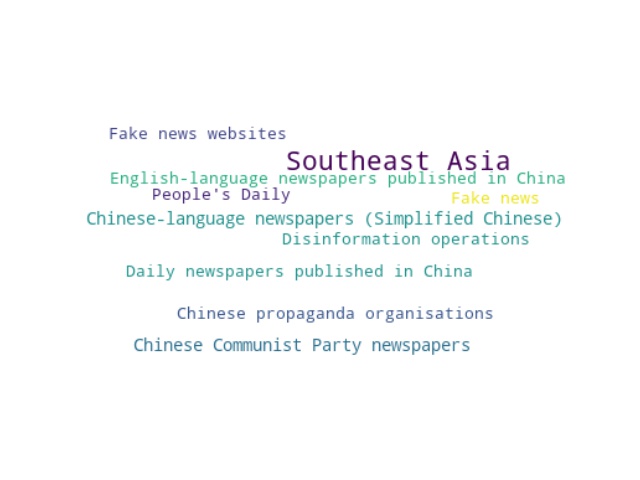 Fake news websites
Southeast Asia
English-language newspapers published in China
People's Daily
Fake news
Chinese-language newspapers (Simplified Chinese)
Disinformation operations
Daily newspapers published in China
Chinese propaganda organisations
Chinese Communist Party newspapers